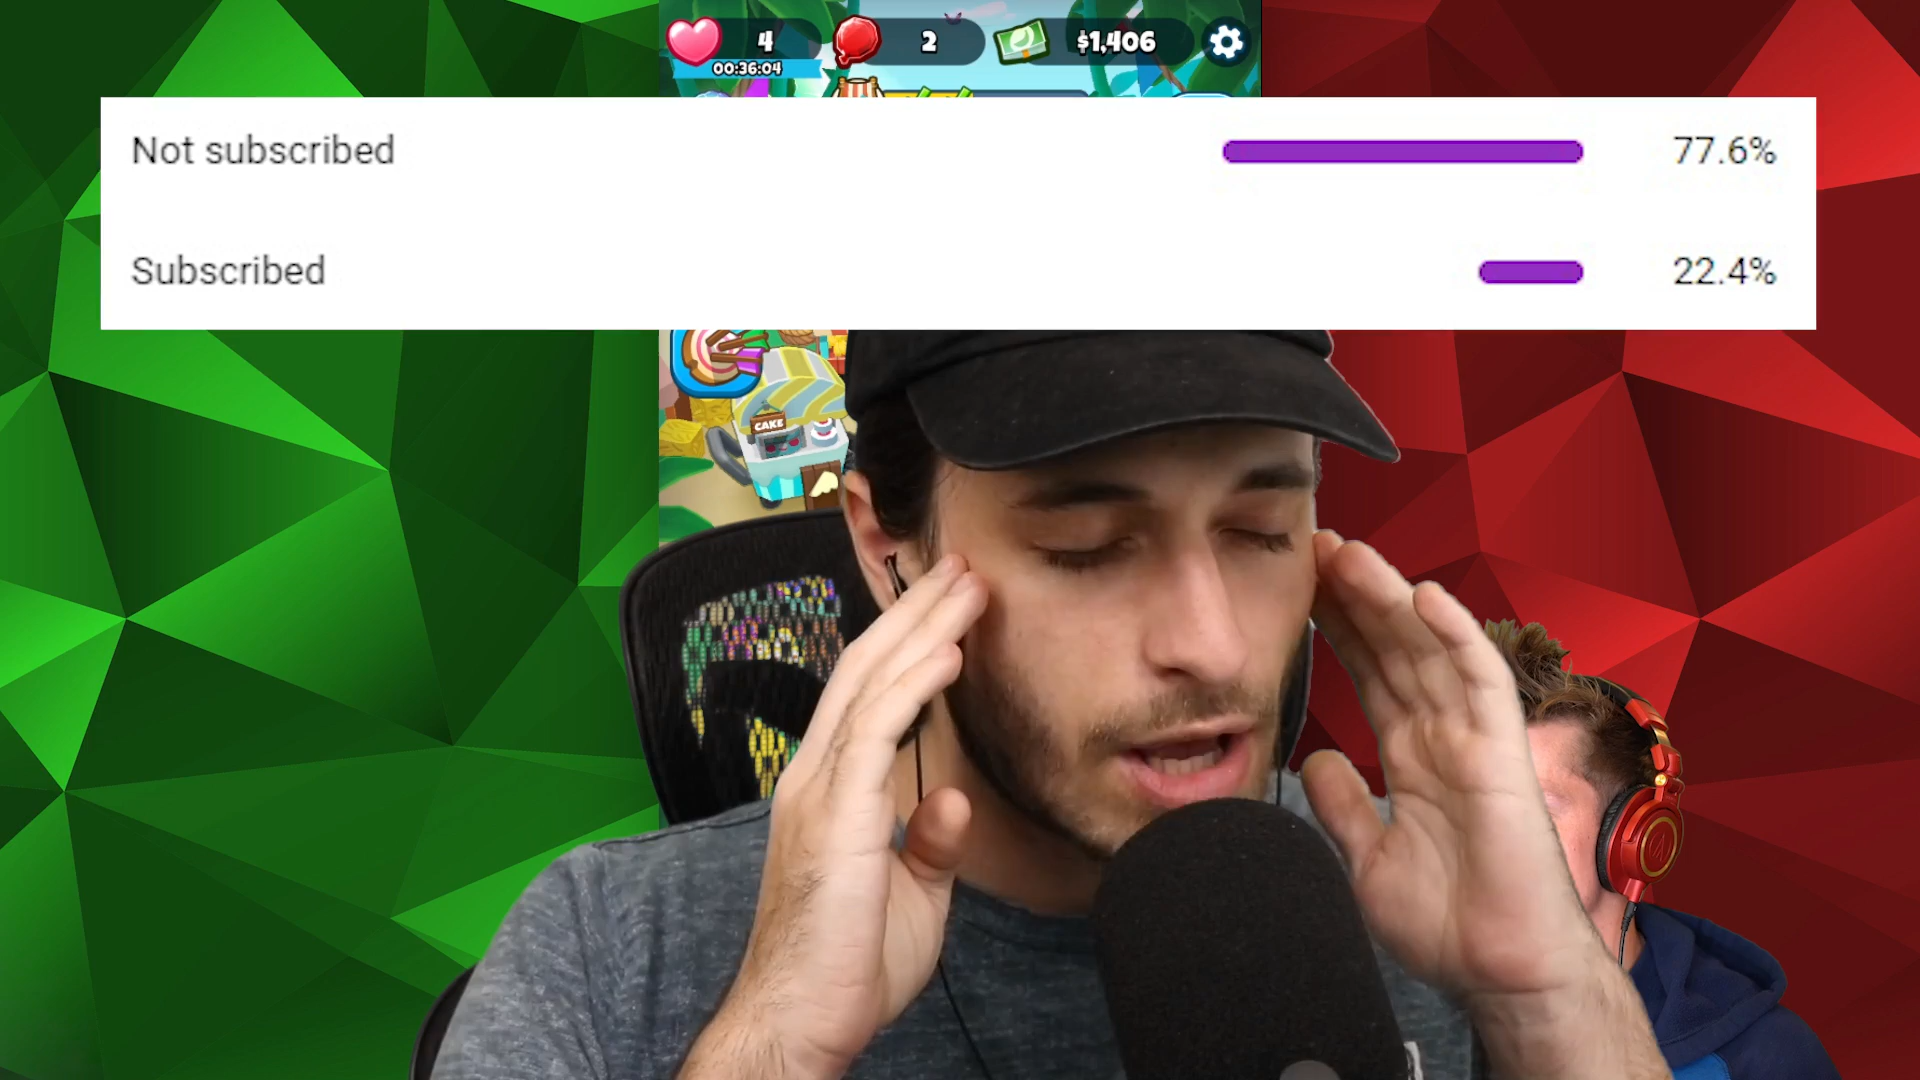 4 2 $1,406
00:36:04
Not subscribed 77.6%
Subscribed 22.4%
CAKE